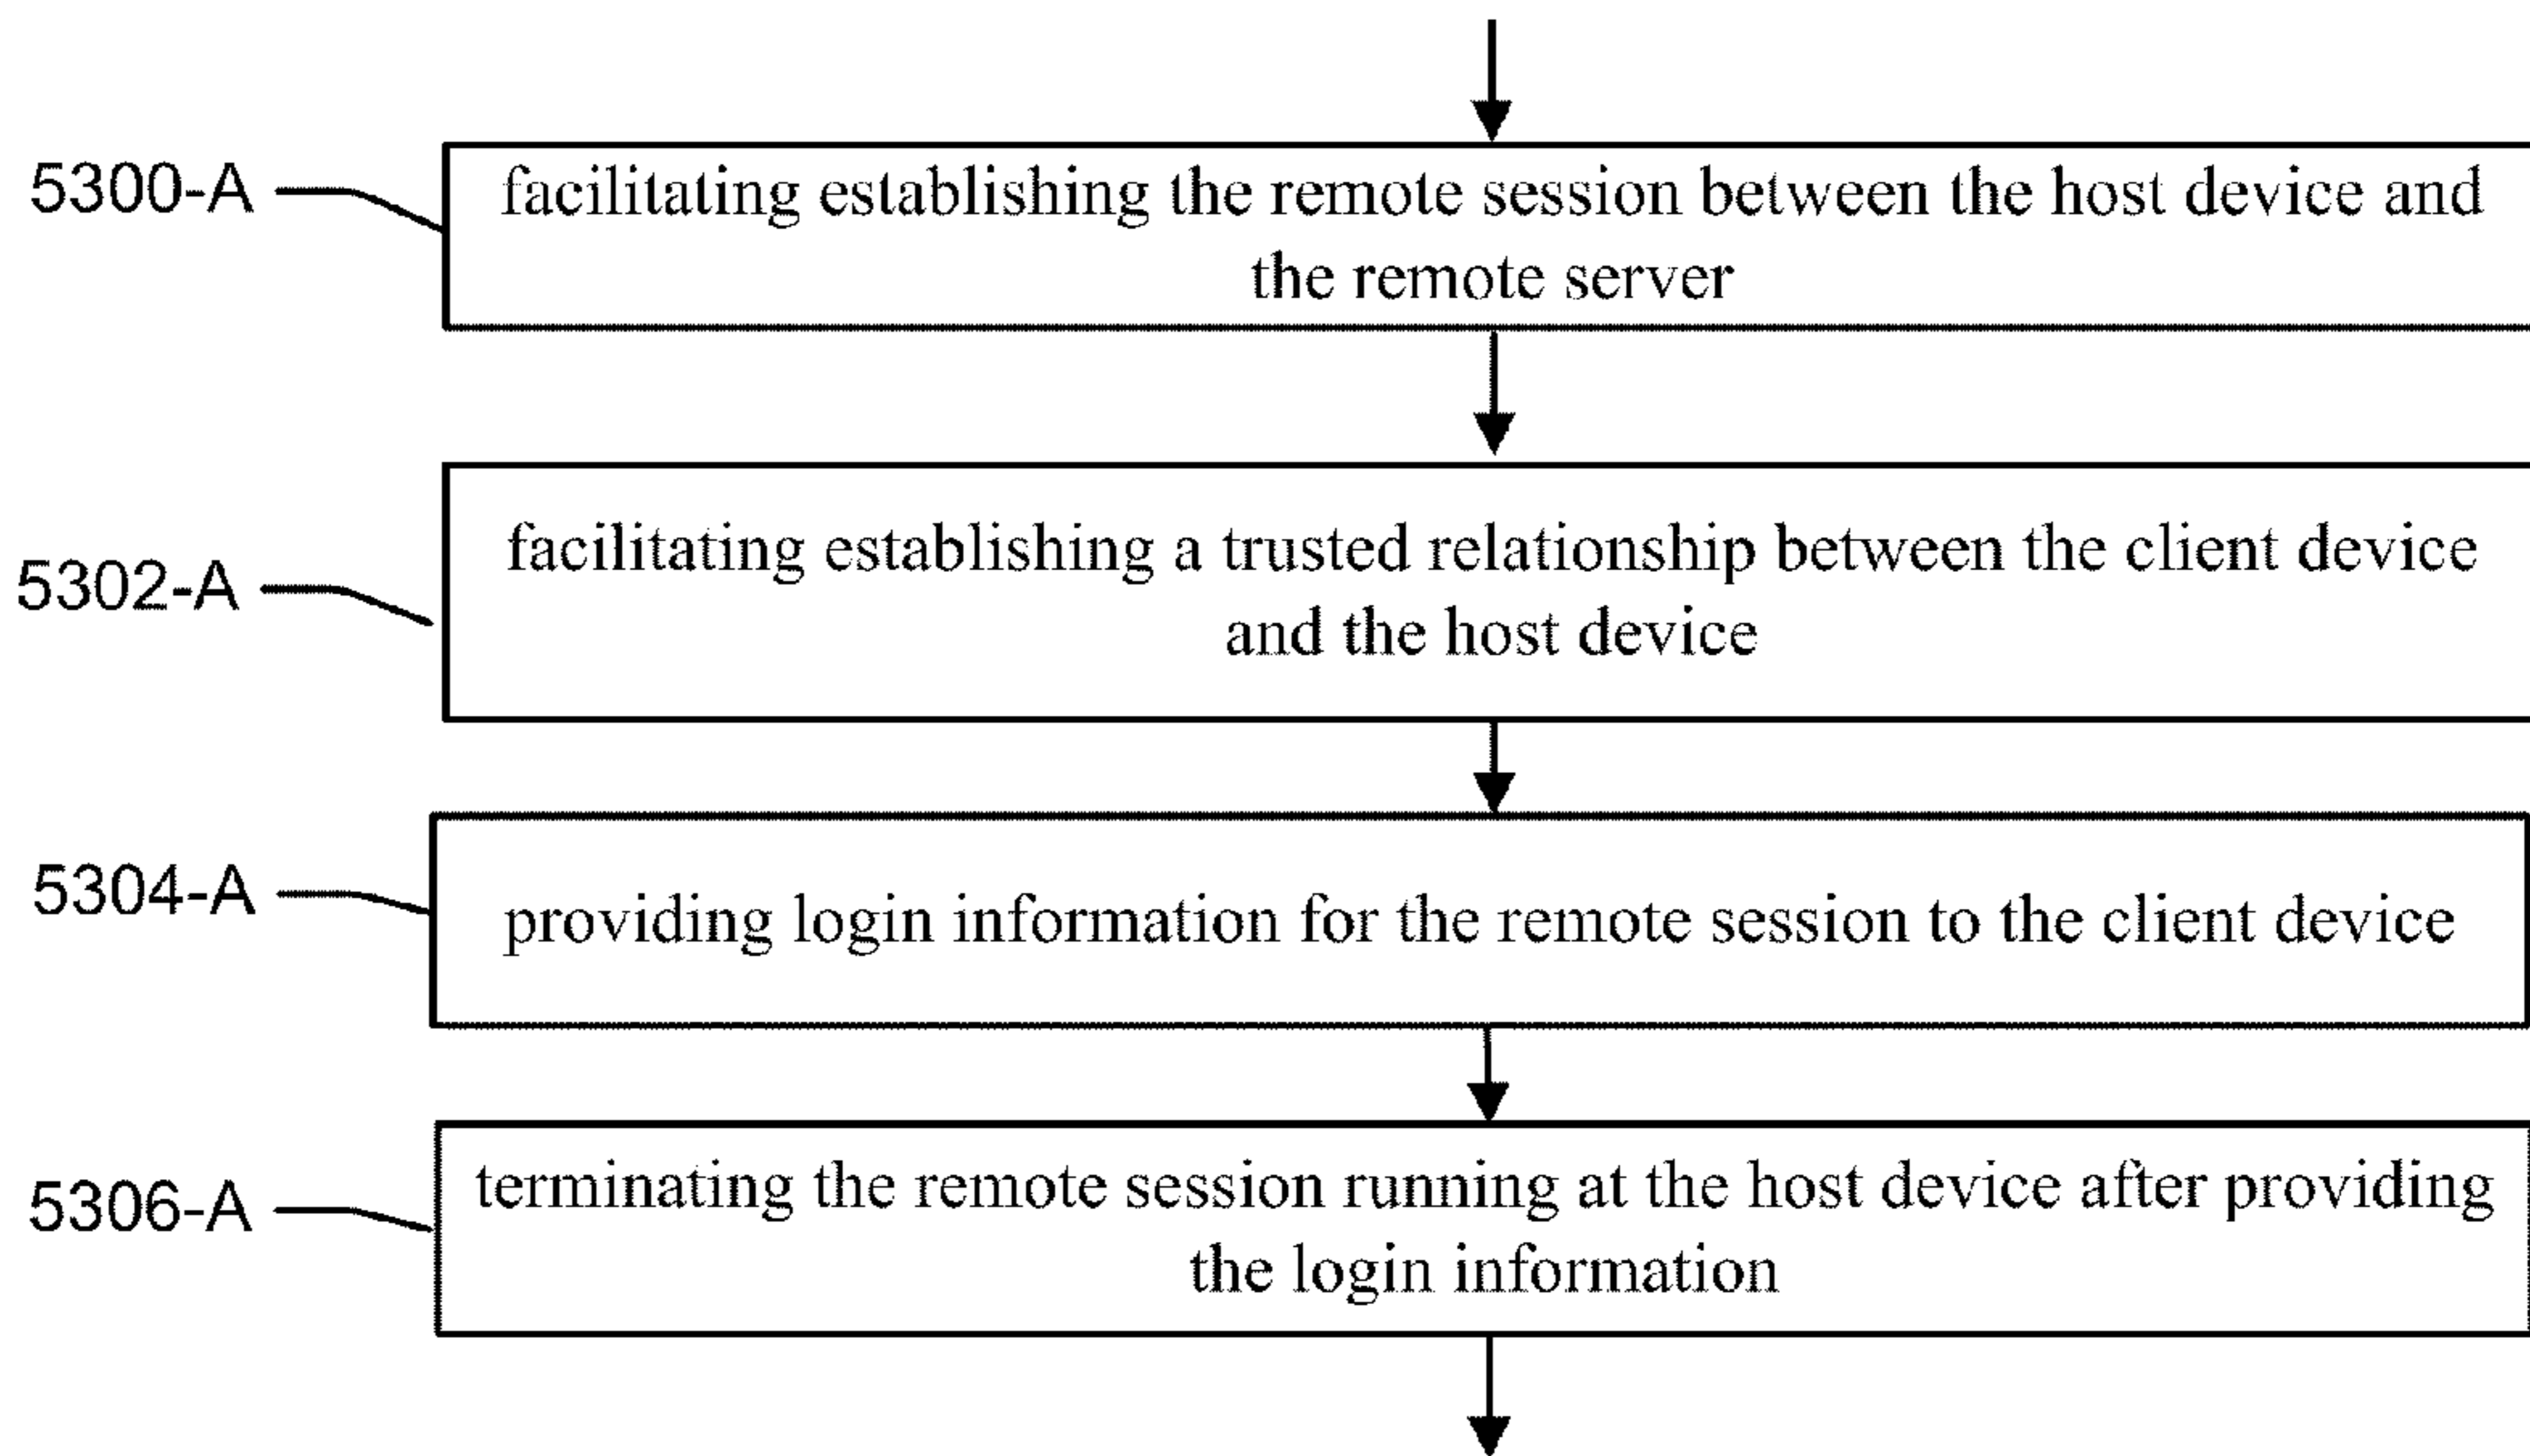 5300-A
facilitating establishing the remote session between the host device and
the remote server
5302-A
facilitating establishing a trusted relationship between the client device
and the host device
5304-A
providing login information for the remote session to the client device
5306-A
terminating the remote session running at the host device after providing
the login information